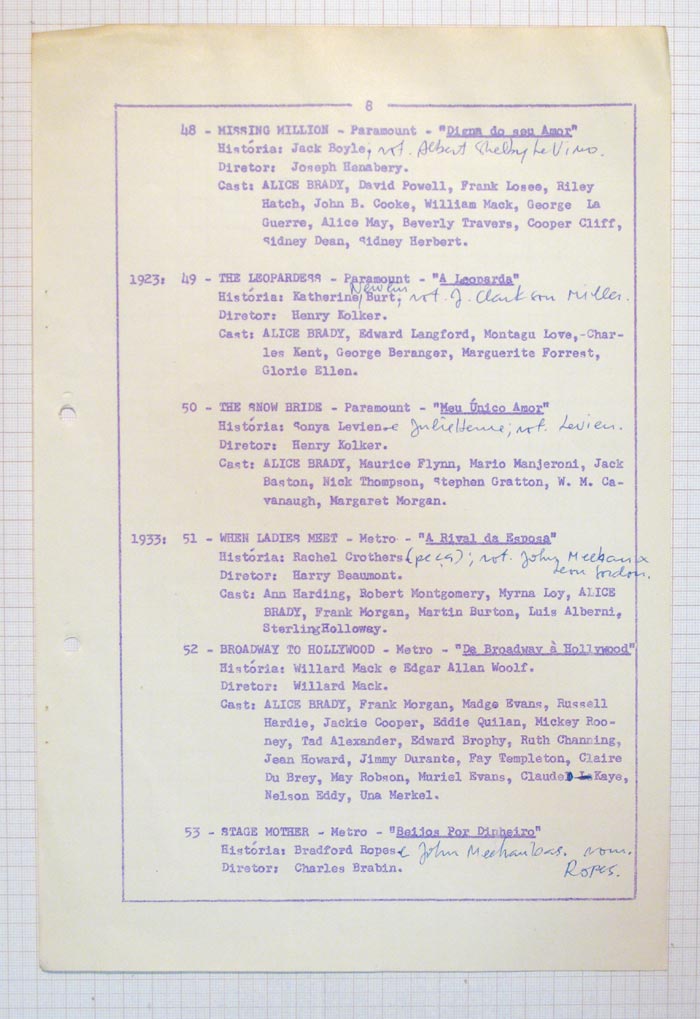 8
48 - MISSING MILLION - Paramount - "Digna do seu Amor"
História: Jack Boyle; rot. Albert Shelby Le Vino.
Diretor: Joseph Henabery.
Cast: ALICE BRADY, David Powell, Frank Losee, Riley
Hatch, John B. Cooke, William Mack, George La
Guerre, Alice May, Beverly Travers, Cooper Cliff,
Sidney Dean, Sidney Herbert.
1923: 49 - THE LEOPARDESS - Paramount - "A Leoparda"
História: Katherine Newlin Burt; rot. J. Clarkson Miller.
Diretor: Henry Kolker.
Cast: ALICE BRADY, Edward Langford, Montagu Love,-Char-
les Kent, George Beranger, Marguerite Forrest,
Glorie Ellen.
50 - THE SNOW BRIDE - Paramount - "Meu Único Amor"
História: Sonya Levien e Julie Herne; rot. Levien.
Diretor: Henry Kolker.
Cast: ALICE BRADY, Maurice Flynn, Mario Manjeroni, Jack
Baston, Nick Thompson, Stephen Gratton, W. M. Ca-
vanaugh, Margaret Morgan.
1933: 51 - WHEN LADIES MEET - Metro - "A Rival da Esposa"
História: Rachel Crothers (peça); rot. John Meehan e
Leon Gordon.
Diretor: Harry Beaumont.
Cast: Ann Harding, Robert Montgomery, Myrna Loy, ALICE
BRADY, Frank Morgan, Martin Burton, Luis Alberni,
SterlingHolloway.
52 - BROADWAY TO HOLLYWOOD - Metro - "Da Broadway à Hollywood"
História: Willard Mack e Edgar Allan Woolf.
Diretor: Willard Mack.
Cast: ALICE BRADY, Frank Morgan, Madge Evans, Russell
Hardie, Jackie Cooper, Eddie Quilan, Mickey Roo-
ney, Tad Alexander, Edward Brophy, Ruth Channing,
Jean Howard, Jimmy Durante, Fay Templeton, Claire
Du Brey, May Robson, Muriel Evans, Claude Kaye,
Nelson Eddy, Una Merkel.
53 - STAGE MOTHER - Metro - "Beijos Por Dinheiro"
História: Bradford Ropes e John Meehan bas. rom.
Ropes.
Diretor: Charles Brabin.